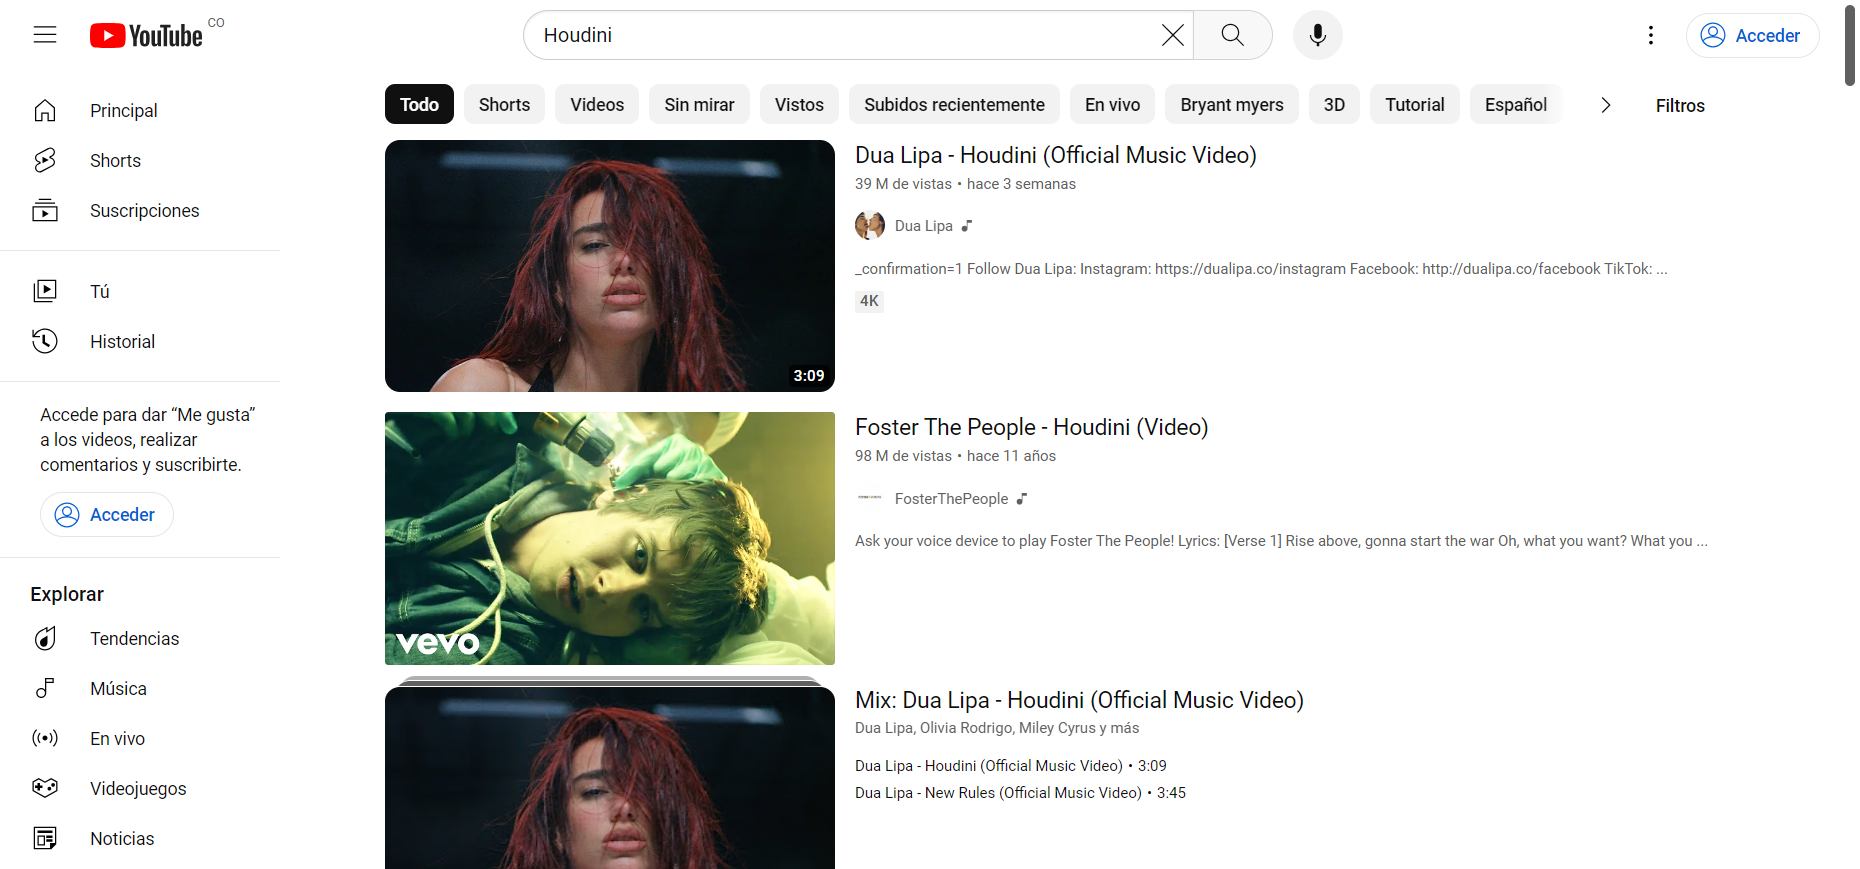 YouTube CO
Houdini
Acceder
Principal
Shorts
Suscripciones
Tú
Historial
Accede para dar “Me gusta”
a los videos, realizar
comentarios y suscribirte.
Acceder
Explorar
Tendencias
Música
En vivo
Videojuegos
Noticias
Todo Shorts Videos Sin mirar Vistos Subidos recientemente En vivo Bryant myers 3D Tutorial Español Filtros
3:09
Dua Lipa - Houdini (Official Music Video)
39 M de vistas • hace 3 semanas
Dua Lipa
_confirmation=1 Follow Dua Lipa: Instagram: https://dualipa.co/instagram Facebook: http://dualipa.co/facebook TikTok: ...
4K
vevo
Foster The People - Houdini (Video)
98 M de vistas • hace 11 años
FosterThePeople
Ask your voice device to play Foster The People! Lyrics: [Verse 1] Rise above, gonna start the war Oh, what you want? What you ...
Mix: Dua Lipa - Houdini (Official Music Video)
Dua Lipa, Olivia Rodrigo, Miley Cyrus y más
Dua Lipa - Houdini (Official Music Video) • 3:09
Dua Lipa - New Rules (Official Music Video) • 3:45